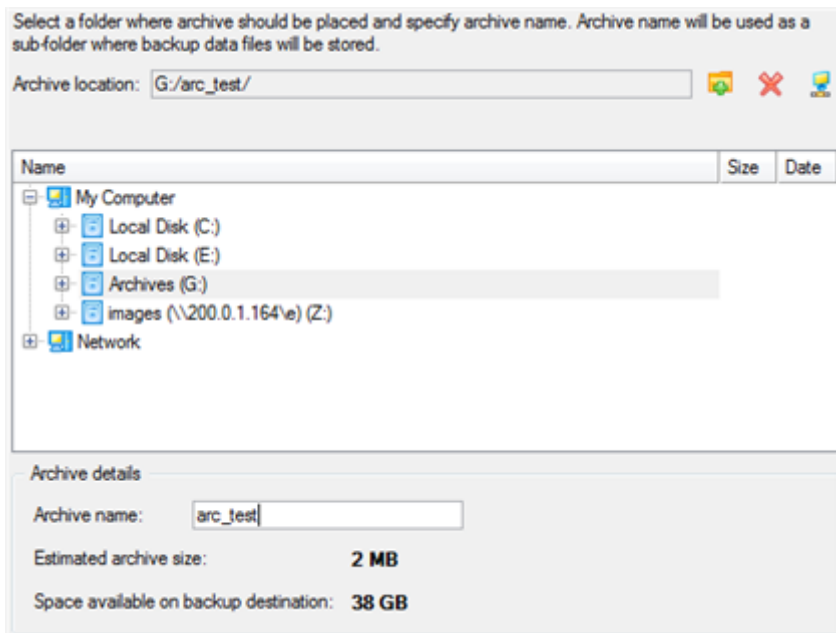 Select a folder where archive should be placed and specify archive name. Archive name will be used as a
sub-folder where backup data files will be stored.
Archive location: G:/arc_test/
Name Size Date
My Computer
Local Disk (C:)
Local Disk (E:)
Archives (G:)
images (\\200.0.1.164\e) (Z:)
Network
Archive details
Archive name: arc_test
Estimated archive size: 2 MB
Space available on backup destination: 38 GB